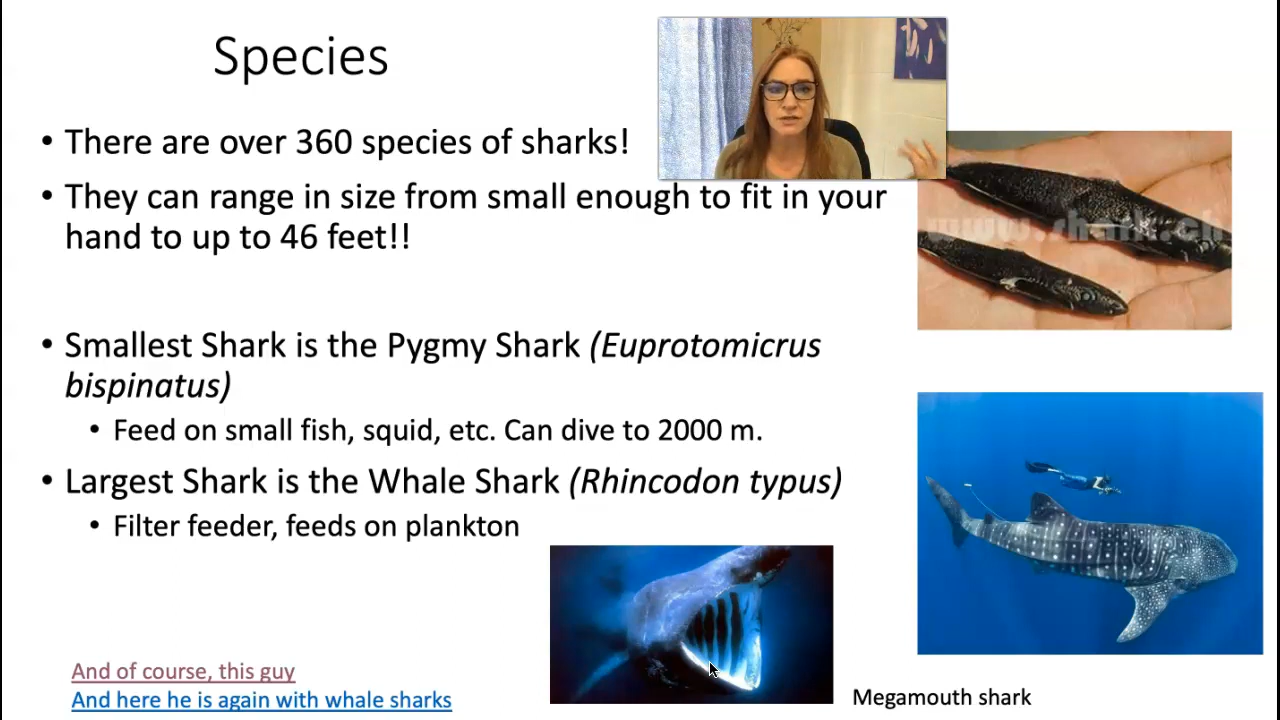 Species
• There are over 360 species of sharks!
• They can range in size from small enough to fit in your
hand to up to 46 feet!!
www.shark.ch
• Smallest Shark is the Pygmy Shark (Euprotomicrus
bispinatus)
• Feed on small fish, squid, etc. Can dive to 2000 m.
• Largest Shark is the Whale Shark (Rhincodon typus)
• Filter feeder, feeds on plankton
And of course, this guy
And here he is again with whale sharks
Megamouth shark